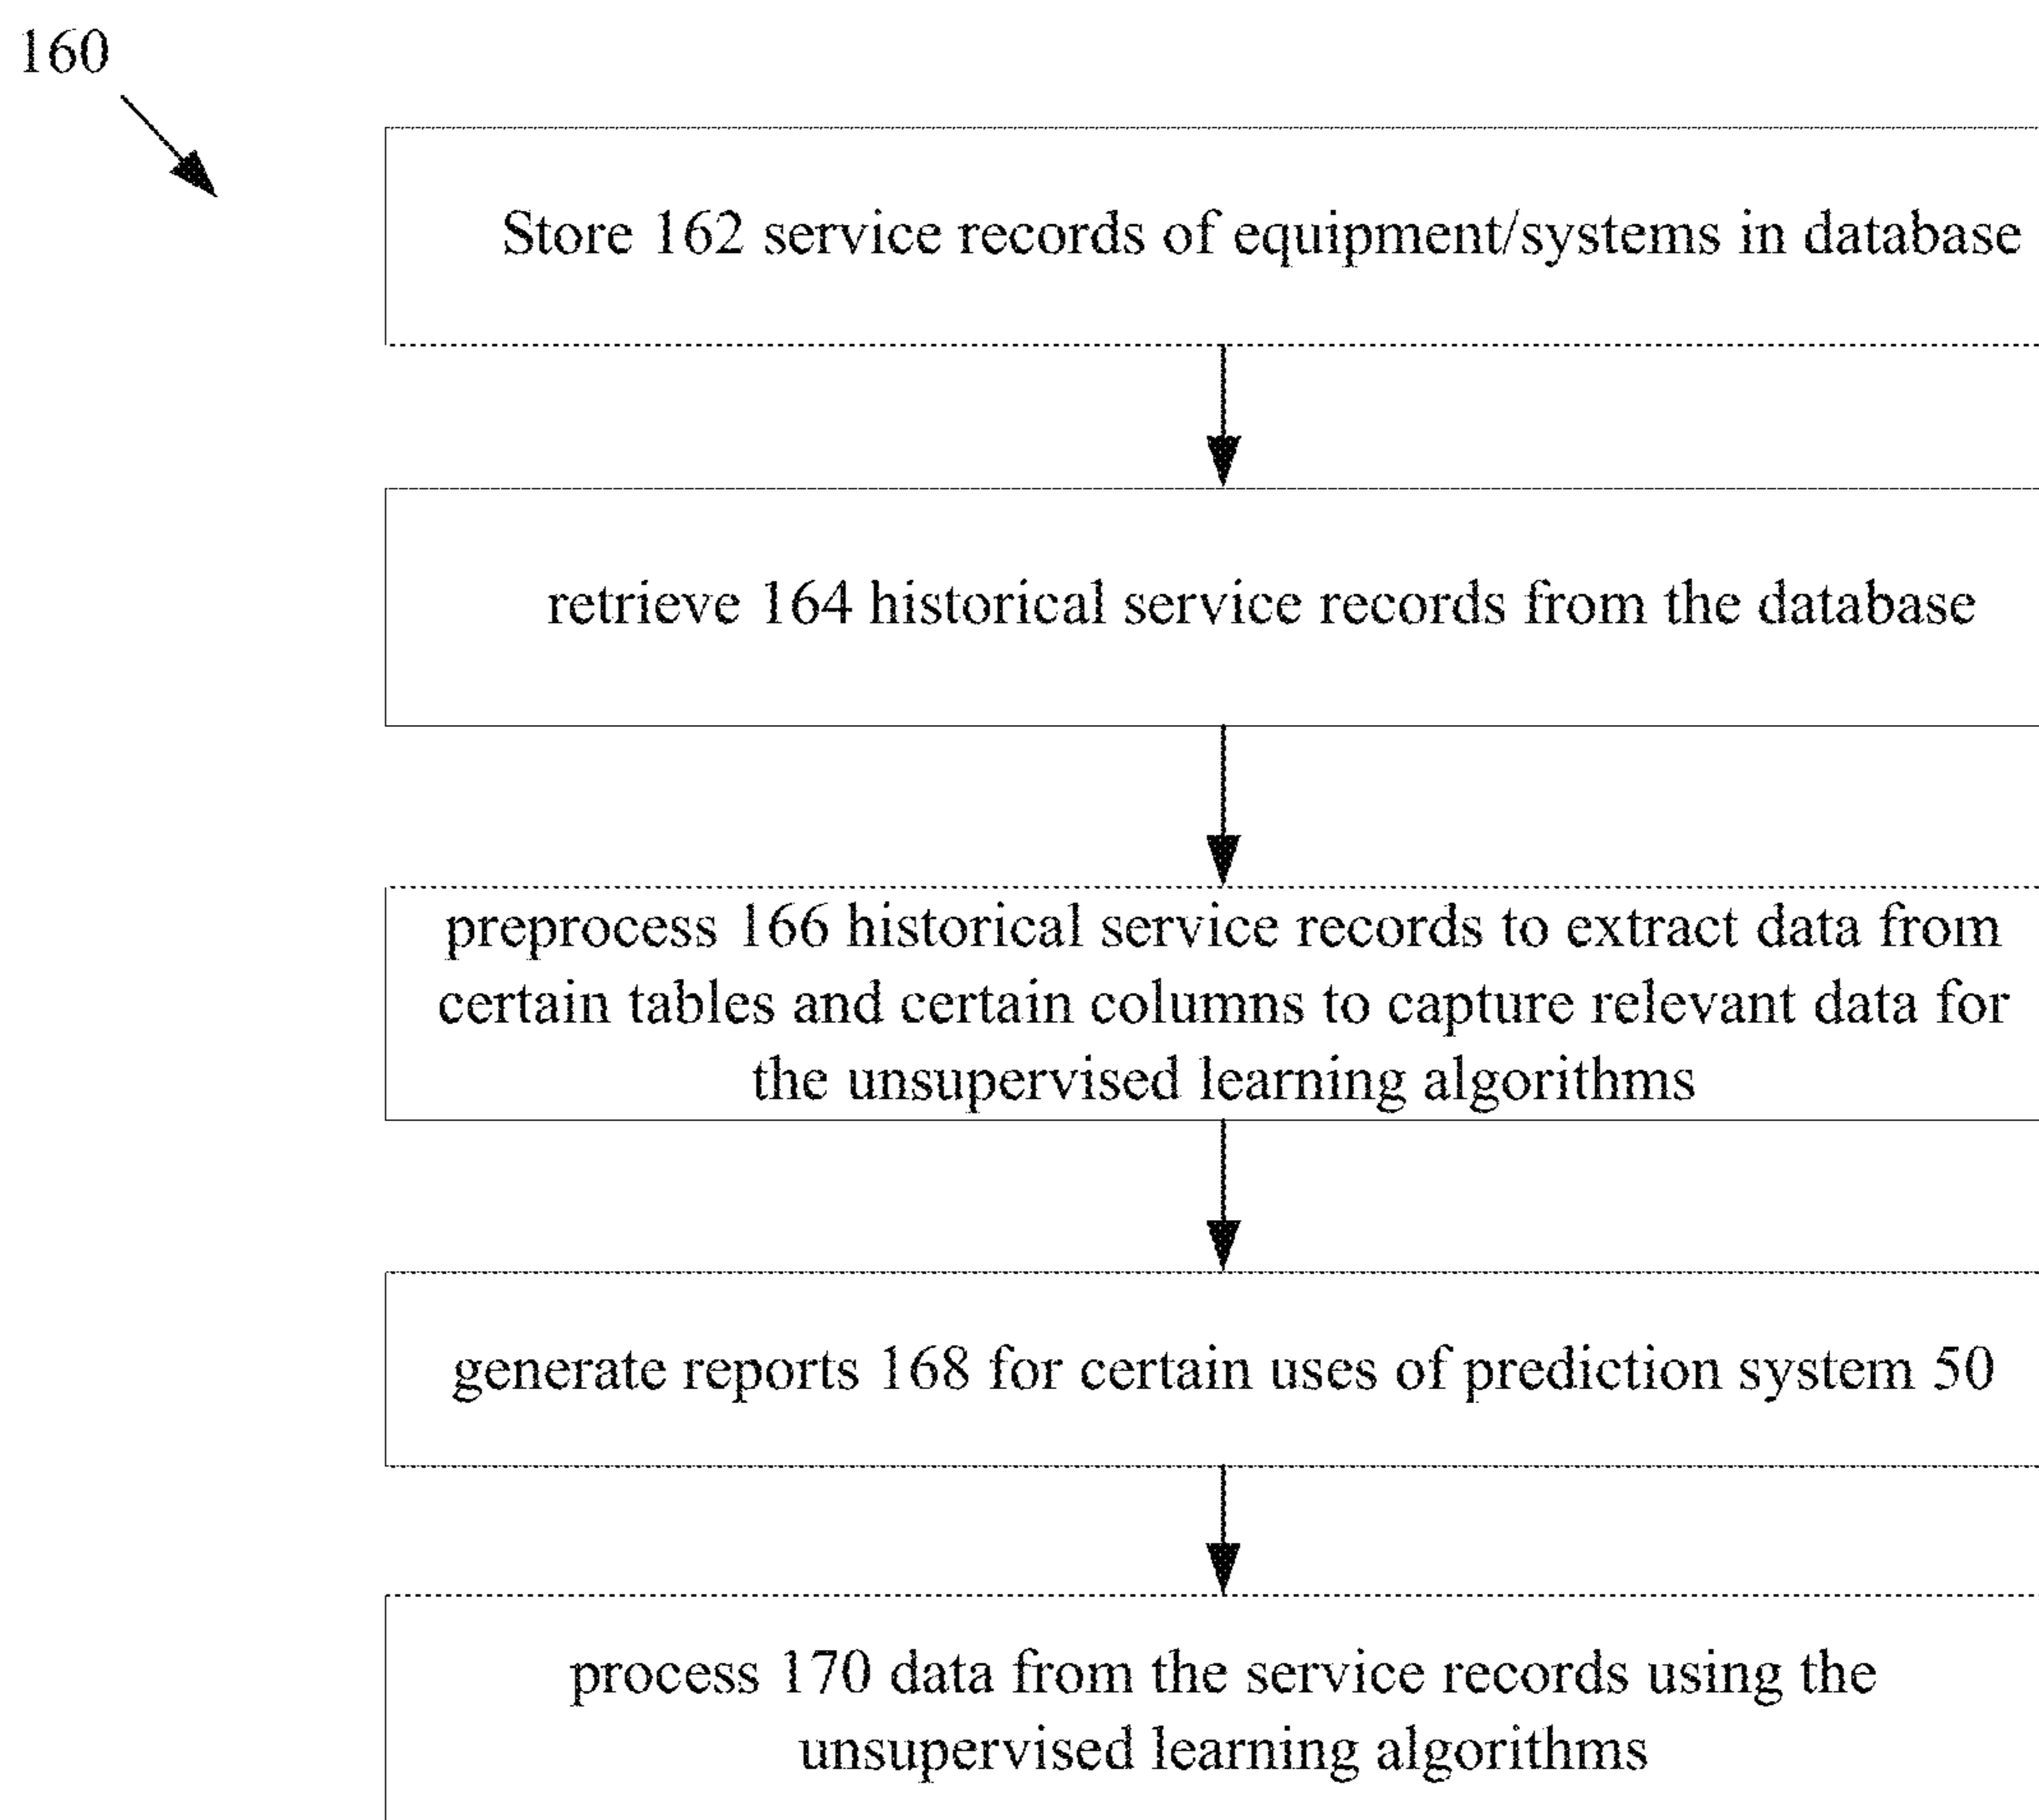 160
Store 162 service records of equipment/systems in database
retrieve 164 historical service records from the database
preprocess 166 historical service records to extract data from
certain tables and certain columns to capture relevant data for
the unsupervised learning algorithms
generate reports 168 for certain uses of prediction system 50
process 170 data from the service records using the
unsupervised learning algorithms